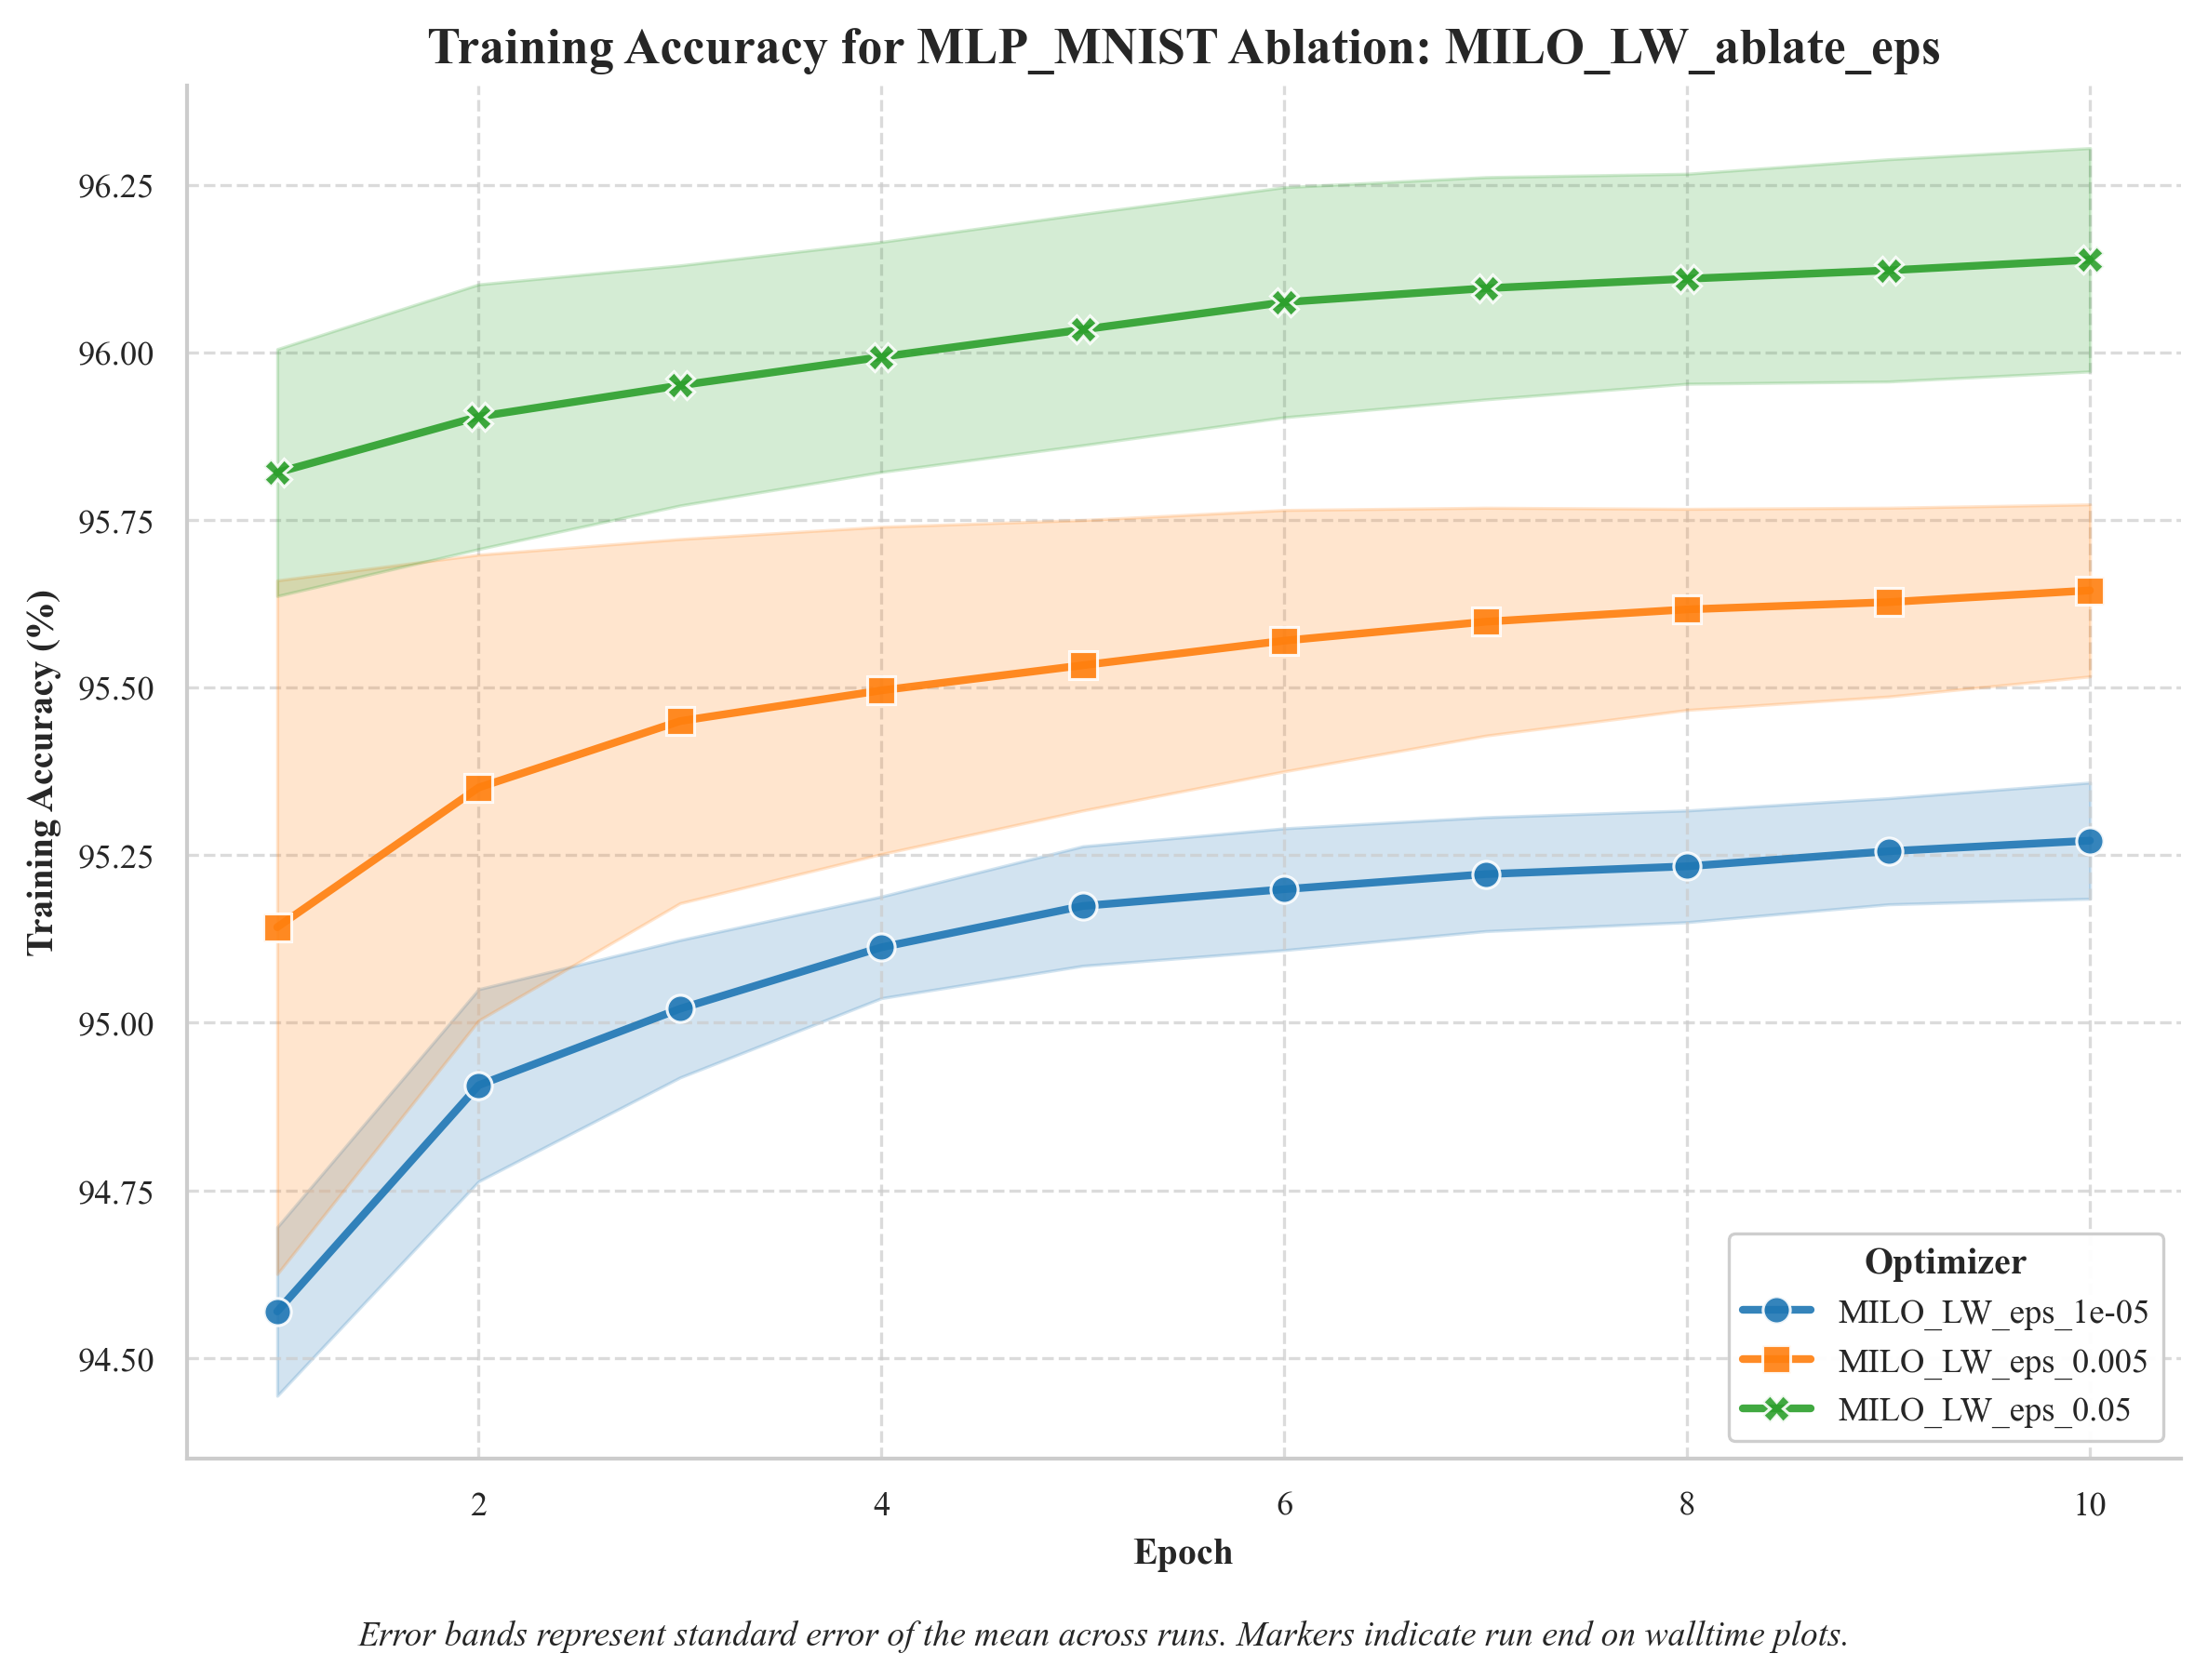 Training Accuracy for MLP_MNIST Ablation: MILO_LW_ablate_eps
Training Accuracy (%)
96.25
96.00
95.75
95.50
95.25
95.00
94.75
94.50
2
4
6
8
10
Epoch
Optimizer
MILO_LW_eps_1e-05
MILO_LW_eps_0.005
MILO_LW_eps_0.05
Error bands represent standard error of the mean across runs. Markers indicate run end on walltime plots.